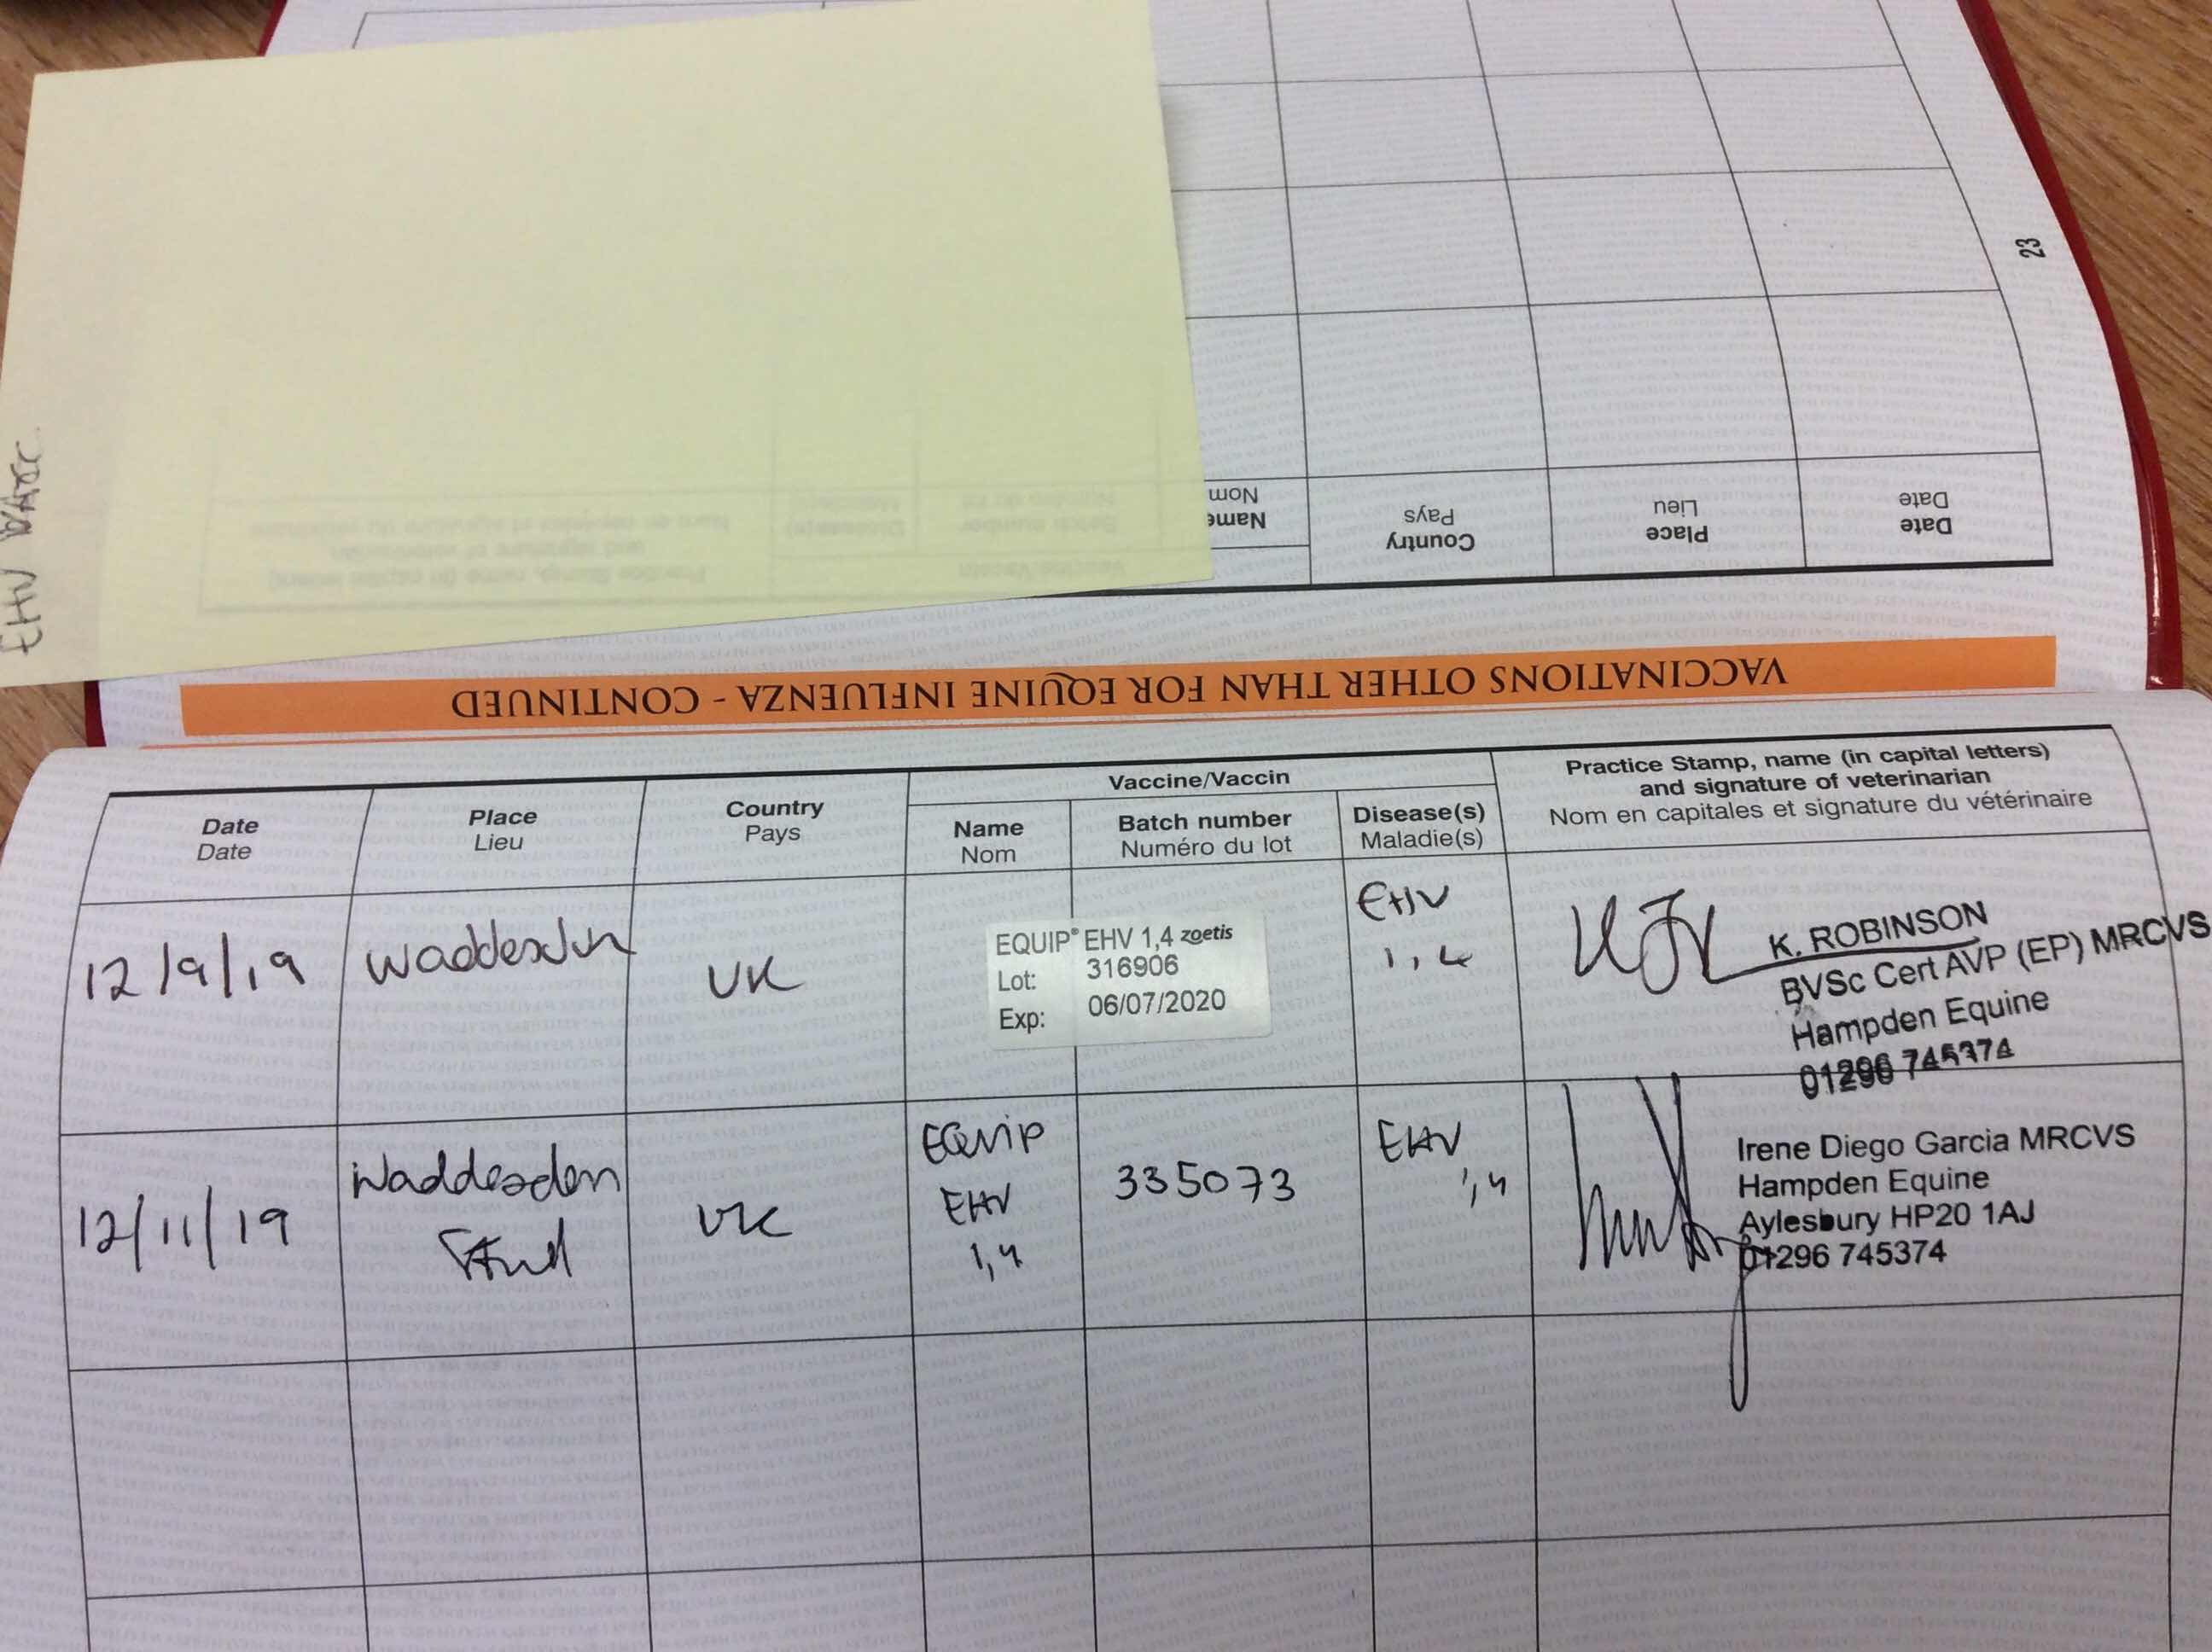 EHV
23
Date
Date
Place
Lieu
Country
Pays
Name
Nom
VACCINATIONS OTHER THAN FOR EQUINE INFLUENZA - CONTINUED
Date
Date
Place
Lieu
Country
Pays
Vaccine/Vaccin
Name
Nom
Batch number
Numéro du lot
Disease(s)
Maladie(s)
Practice Stamp, name (in capital letters)
and signature of veterinarian
Nom en capitales et signature du vétérinaire
12/9/19
Waddesdon
UK
EQUIP® EHV 1,4 zoetis
Lot: 316906
Exp: 06/07/2020
EHV
1,4
K. ROBINSON
BVSc Cert AVP (EP) MRCVS
Hampden Equine
01296 745374
12/11/19
Waddesdon
Stud
UK
EQUIP
EHV
1,4
335073
EHV
1,4
Irene Diego Garcia MRCVS
Hampden Equine
Aylesbury HP20 1AJ
01296 745374